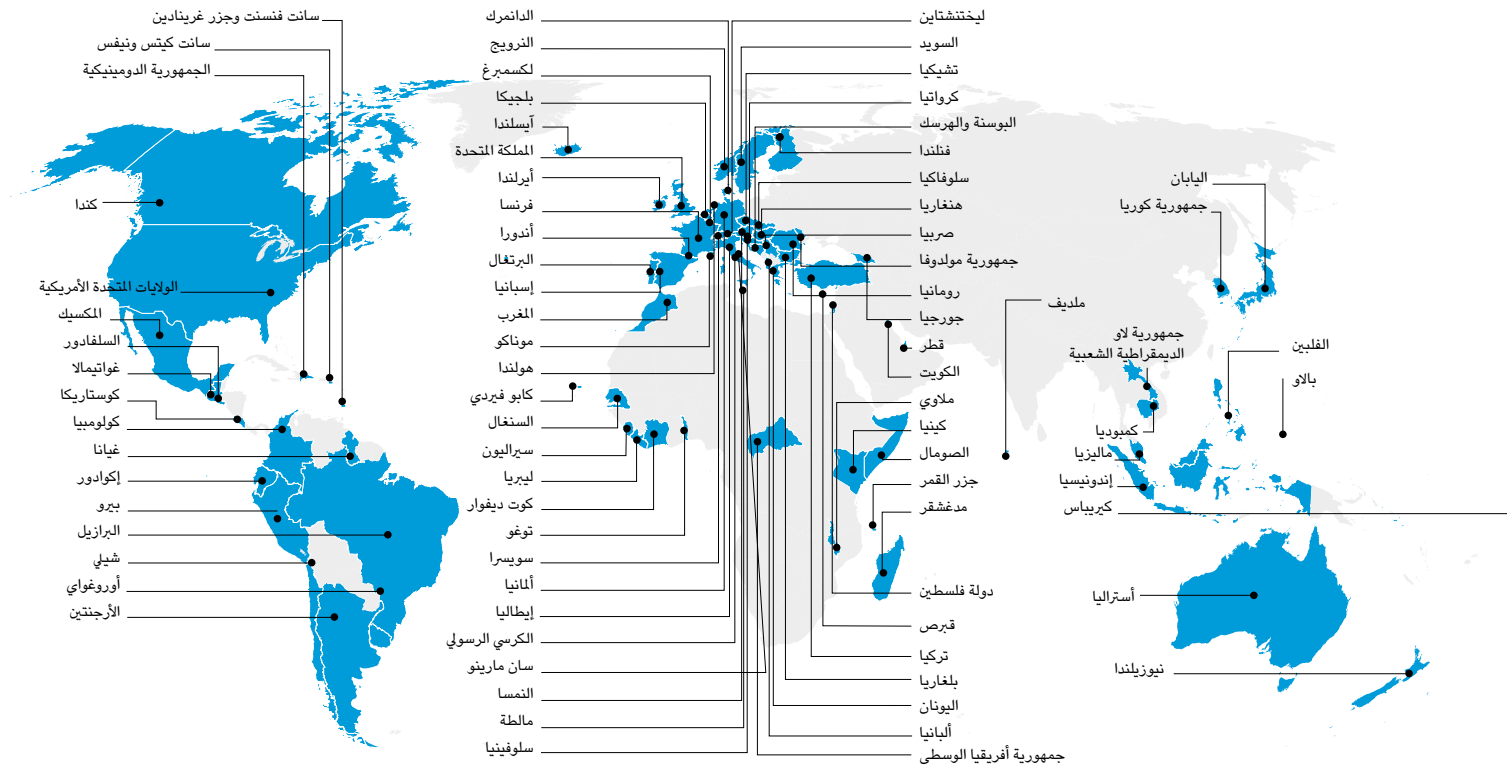 سانت فنسنت وجزر غرينادين
سانت كيتس ونيفس
الجمهورية الدومينيكية
كندا
الولايات المتحدة الأمريكية
المكسيك
السلفادور
غواتيمالا
كوستاريكا
كولومبيا
غيانا
إكوادور
بيرو
البرازيل
شيلي
أوروغواي
الأرجنتين
الدانمرك
النرويج
لكسمبرغ
بلجيكا
آيسلندا
المملكة المتحدة
أيرلندا
فرنسا
أندورا
البرتغال
إسبانيا
المغرب
موناكو
هولندا
كابو فيردي
السنغال
سيراليون
ليبريا
كوت ديفوار
توغو
سويسرا
ألمانيا
إيطاليا
الكرسي الرسولي
سان مارينو
النمسا
مالطة
سلوفينيا
ليختنشتاين
السويد
تشيكيا
كرواتيا
البوسنة والهرسك
فنلندا
سلوفاكيا
هنغاريا
صربيا
جمهورية مولدوفا
رومانيا
جورجيا
قطر
الكويت
ملاوي
كينيا
الصومال
جزر القمر
مدغشقر
دولة فلسطين
قبرص
تركيا
بلغاريا
اليونان
ألبانيا
جمهورية أفريقيا الوسطى
اليابان
جمهورية كوريا
ملديف
جمهورية لاو
الديمقراطية الشعبية
الفلبين
بالاو
كمبوديا
ماليزيا
إندونيسيا
كيريباس
أستراليا
نيوزيلندا